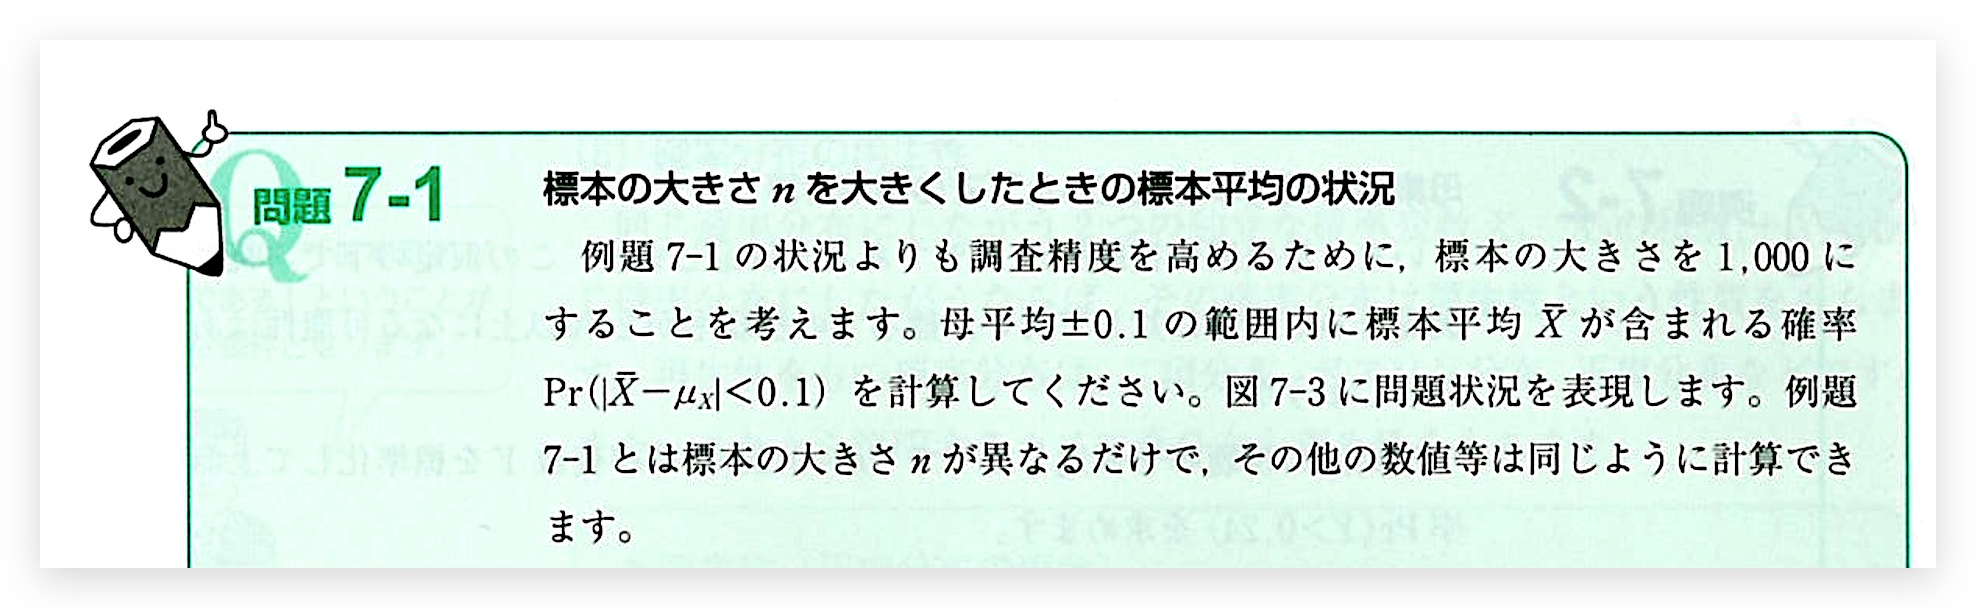 問題 7-1
標本の大きさ n を大きくしたときの標本平均の状況
例題 7-1 の状況よりも調査精度を高めるために, 標本の大きさを 1,000 に
することを考えます。母平均±0.1 の範囲内に標本平均 X̄ が含まれる確率
Pr(|X̄−μX|<0.1) を計算してください。図 7-3 に問題状況を表現します。例題
7-1 とは標本の大きさ n が異なるだけで, その他の数値等は同じように計算でき
ます。